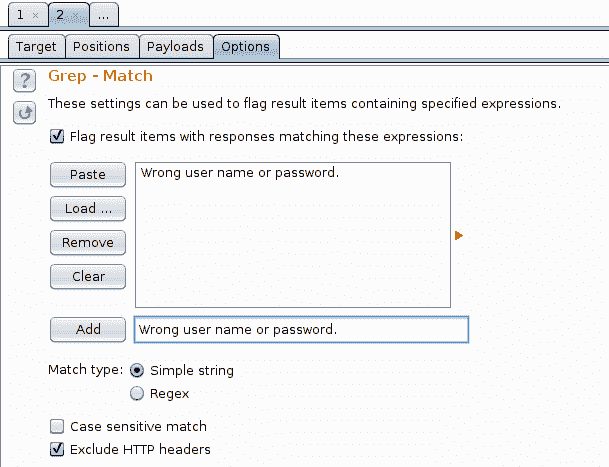 1 × 2 × ...
Target Positions Payloads Options
? Grep - Match
These settings can be used to flag result items containing specified expressions.
Flag result items with responses matching these expressions:
Paste Wrong user name or password.
Load ...
Remove
Clear
Add Wrong user name or password.
Match type: Simple string
Regex
Case sensitive match
Exclude HTTP headers